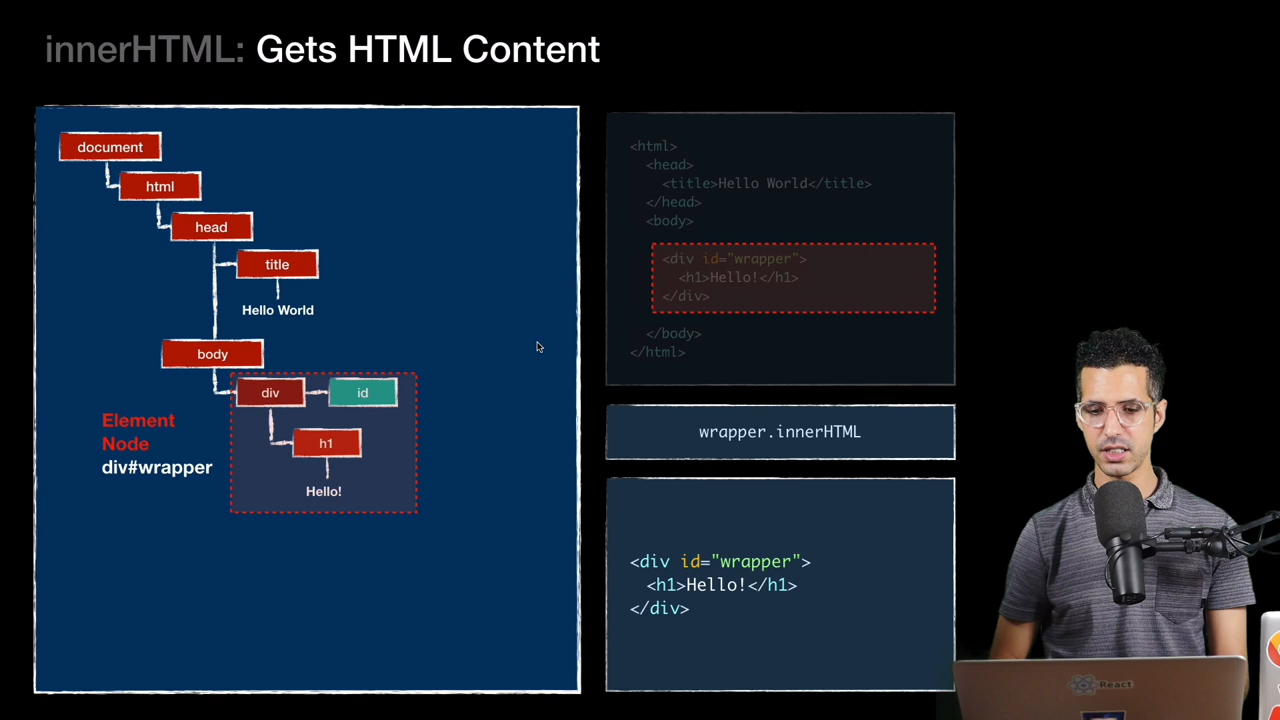 innerHTML: Gets HTML Content
document
html
head
title
Hello World
body
div
id
h1
Hello!
Element
Node
div#wrapper
<html>
<head>
<title>Hello World</title>
</head>
<body>
<div id="wrapper">
<h1>Hello!</h1>
</div>
</body>
</html>
wrapper.innerHTML
<div id="wrapper">
<h1>Hello!</h1>
</div>
React